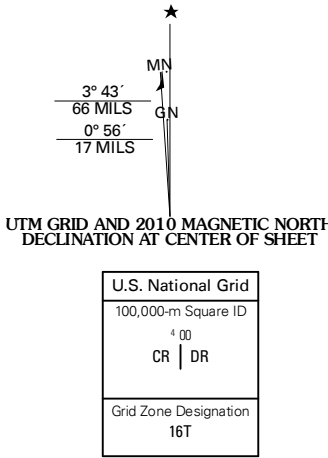 ★
MN
3° 43´
66 MILS
GN
0° 56´
17 MILS
UTM GRID AND 2010 MAGNETIC NORTH
DECLINATION AT CENTER OF SHEET
U.S. National Grid
100,000-m Square ID
4 00
CR | DR
Grid Zone Designation
16T